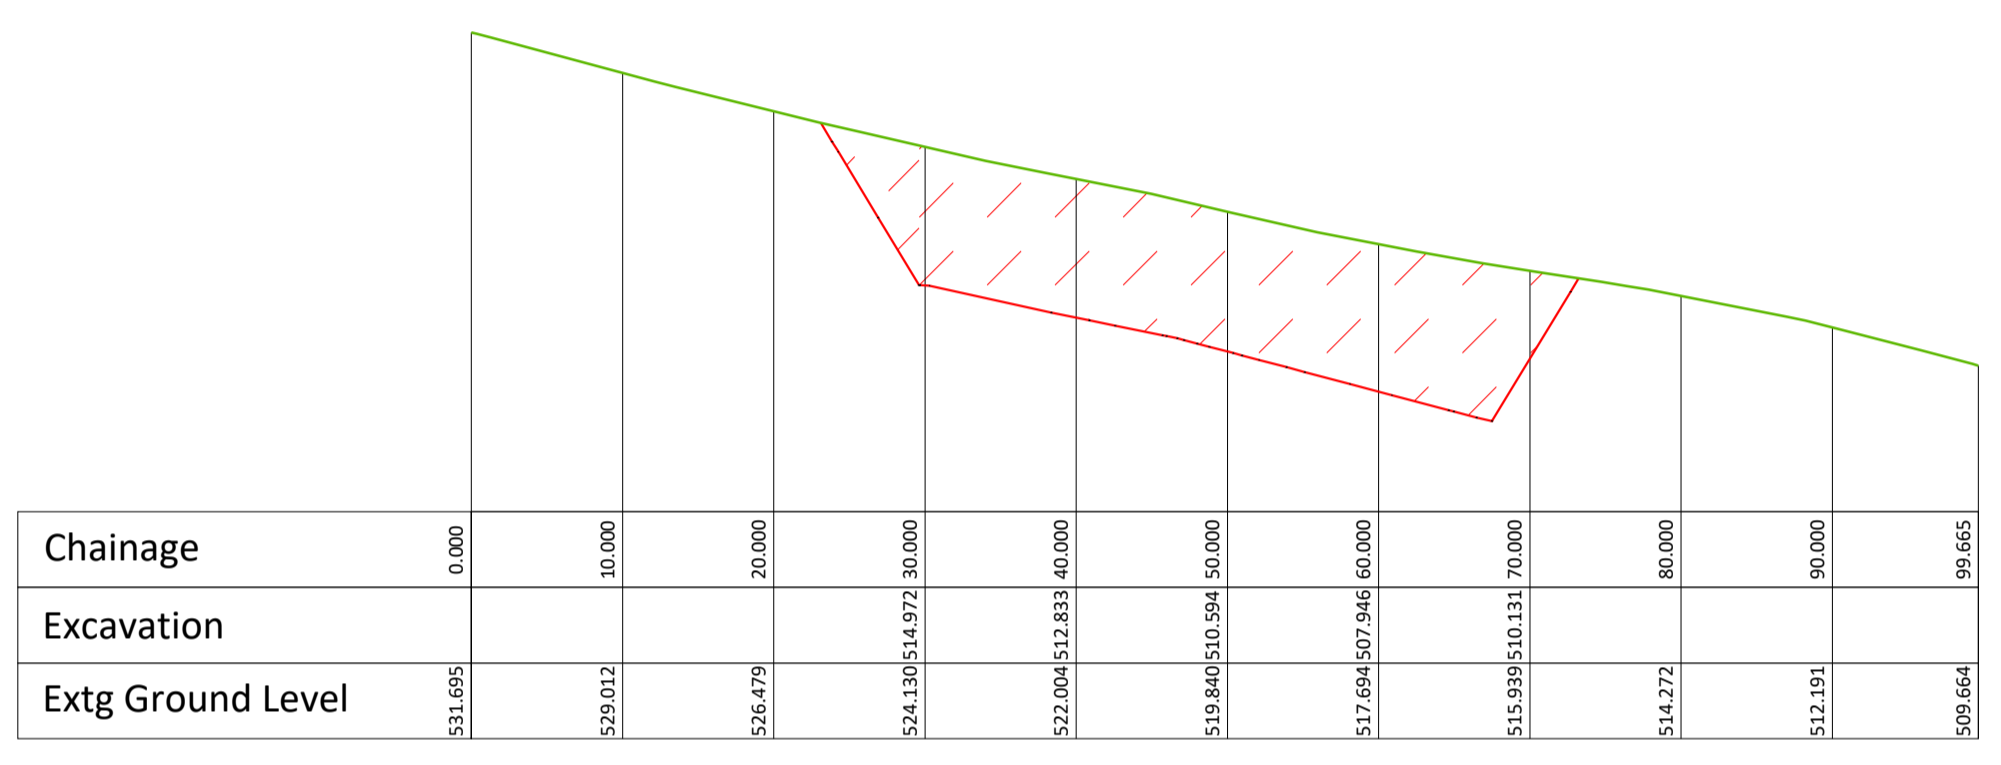 Chainage 0.000 10.000 20.000 30.000 40.000 50.000 60.000 70.000 80.000 90.000 99.665
Excavation 514.972 512.833 510.594 507.946 510.131
Extg Ground Level 531.695 529.012 526.479 524.130 522.004 519.840 517.694 515.939 514.272 512.191 509.664